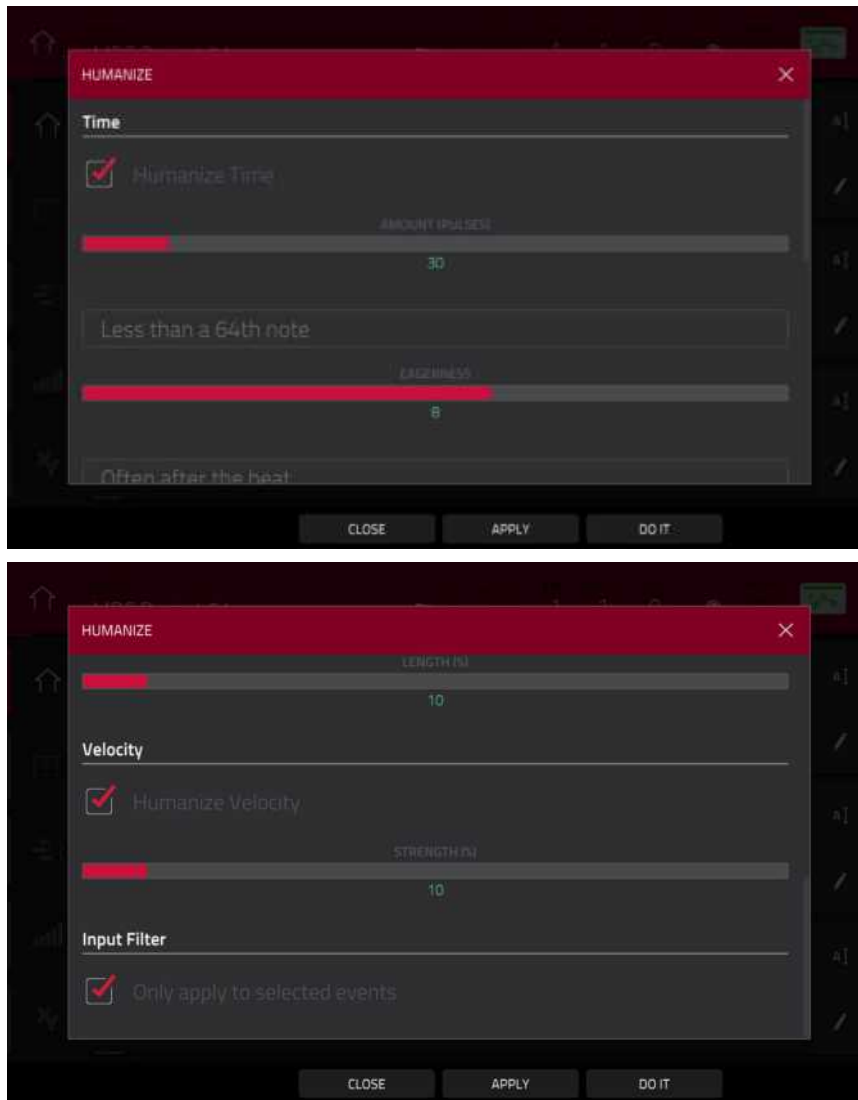 HUMANIZE
Time
Humanize Time
AMOUNT (PULSES)
30
Less than a 64th note
EAGERNESS
8
Often after the beat
CLOSE APPLY DO IT
HUMANIZE
LENGTH (%)
10
Velocity
Humanize Velocity
STRENGTH (%)
10
Input Filter
Only apply to selected events
CLOSE APPLY DO IT